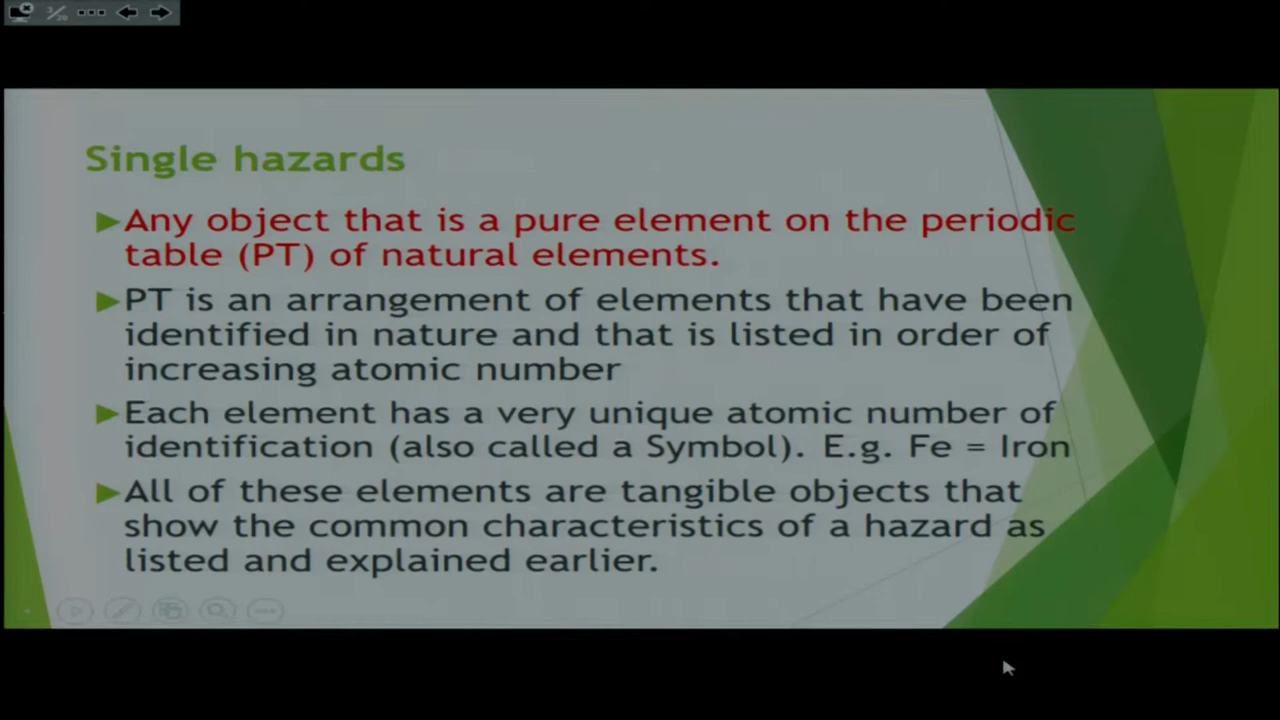 3/20
Single hazards
Any object that is a pure element on the periodic
table (PT) of natural elements.
PT is an arrangement of elements that have been
identified in nature and that is listed in order of
increasing atomic number
Each element has a very unique atomic number of
identification (also called a Symbol). E.g. Fe = Iron
All of these elements are tangible objects that
show the common characteristics of a hazard as
listed and explained earlier.